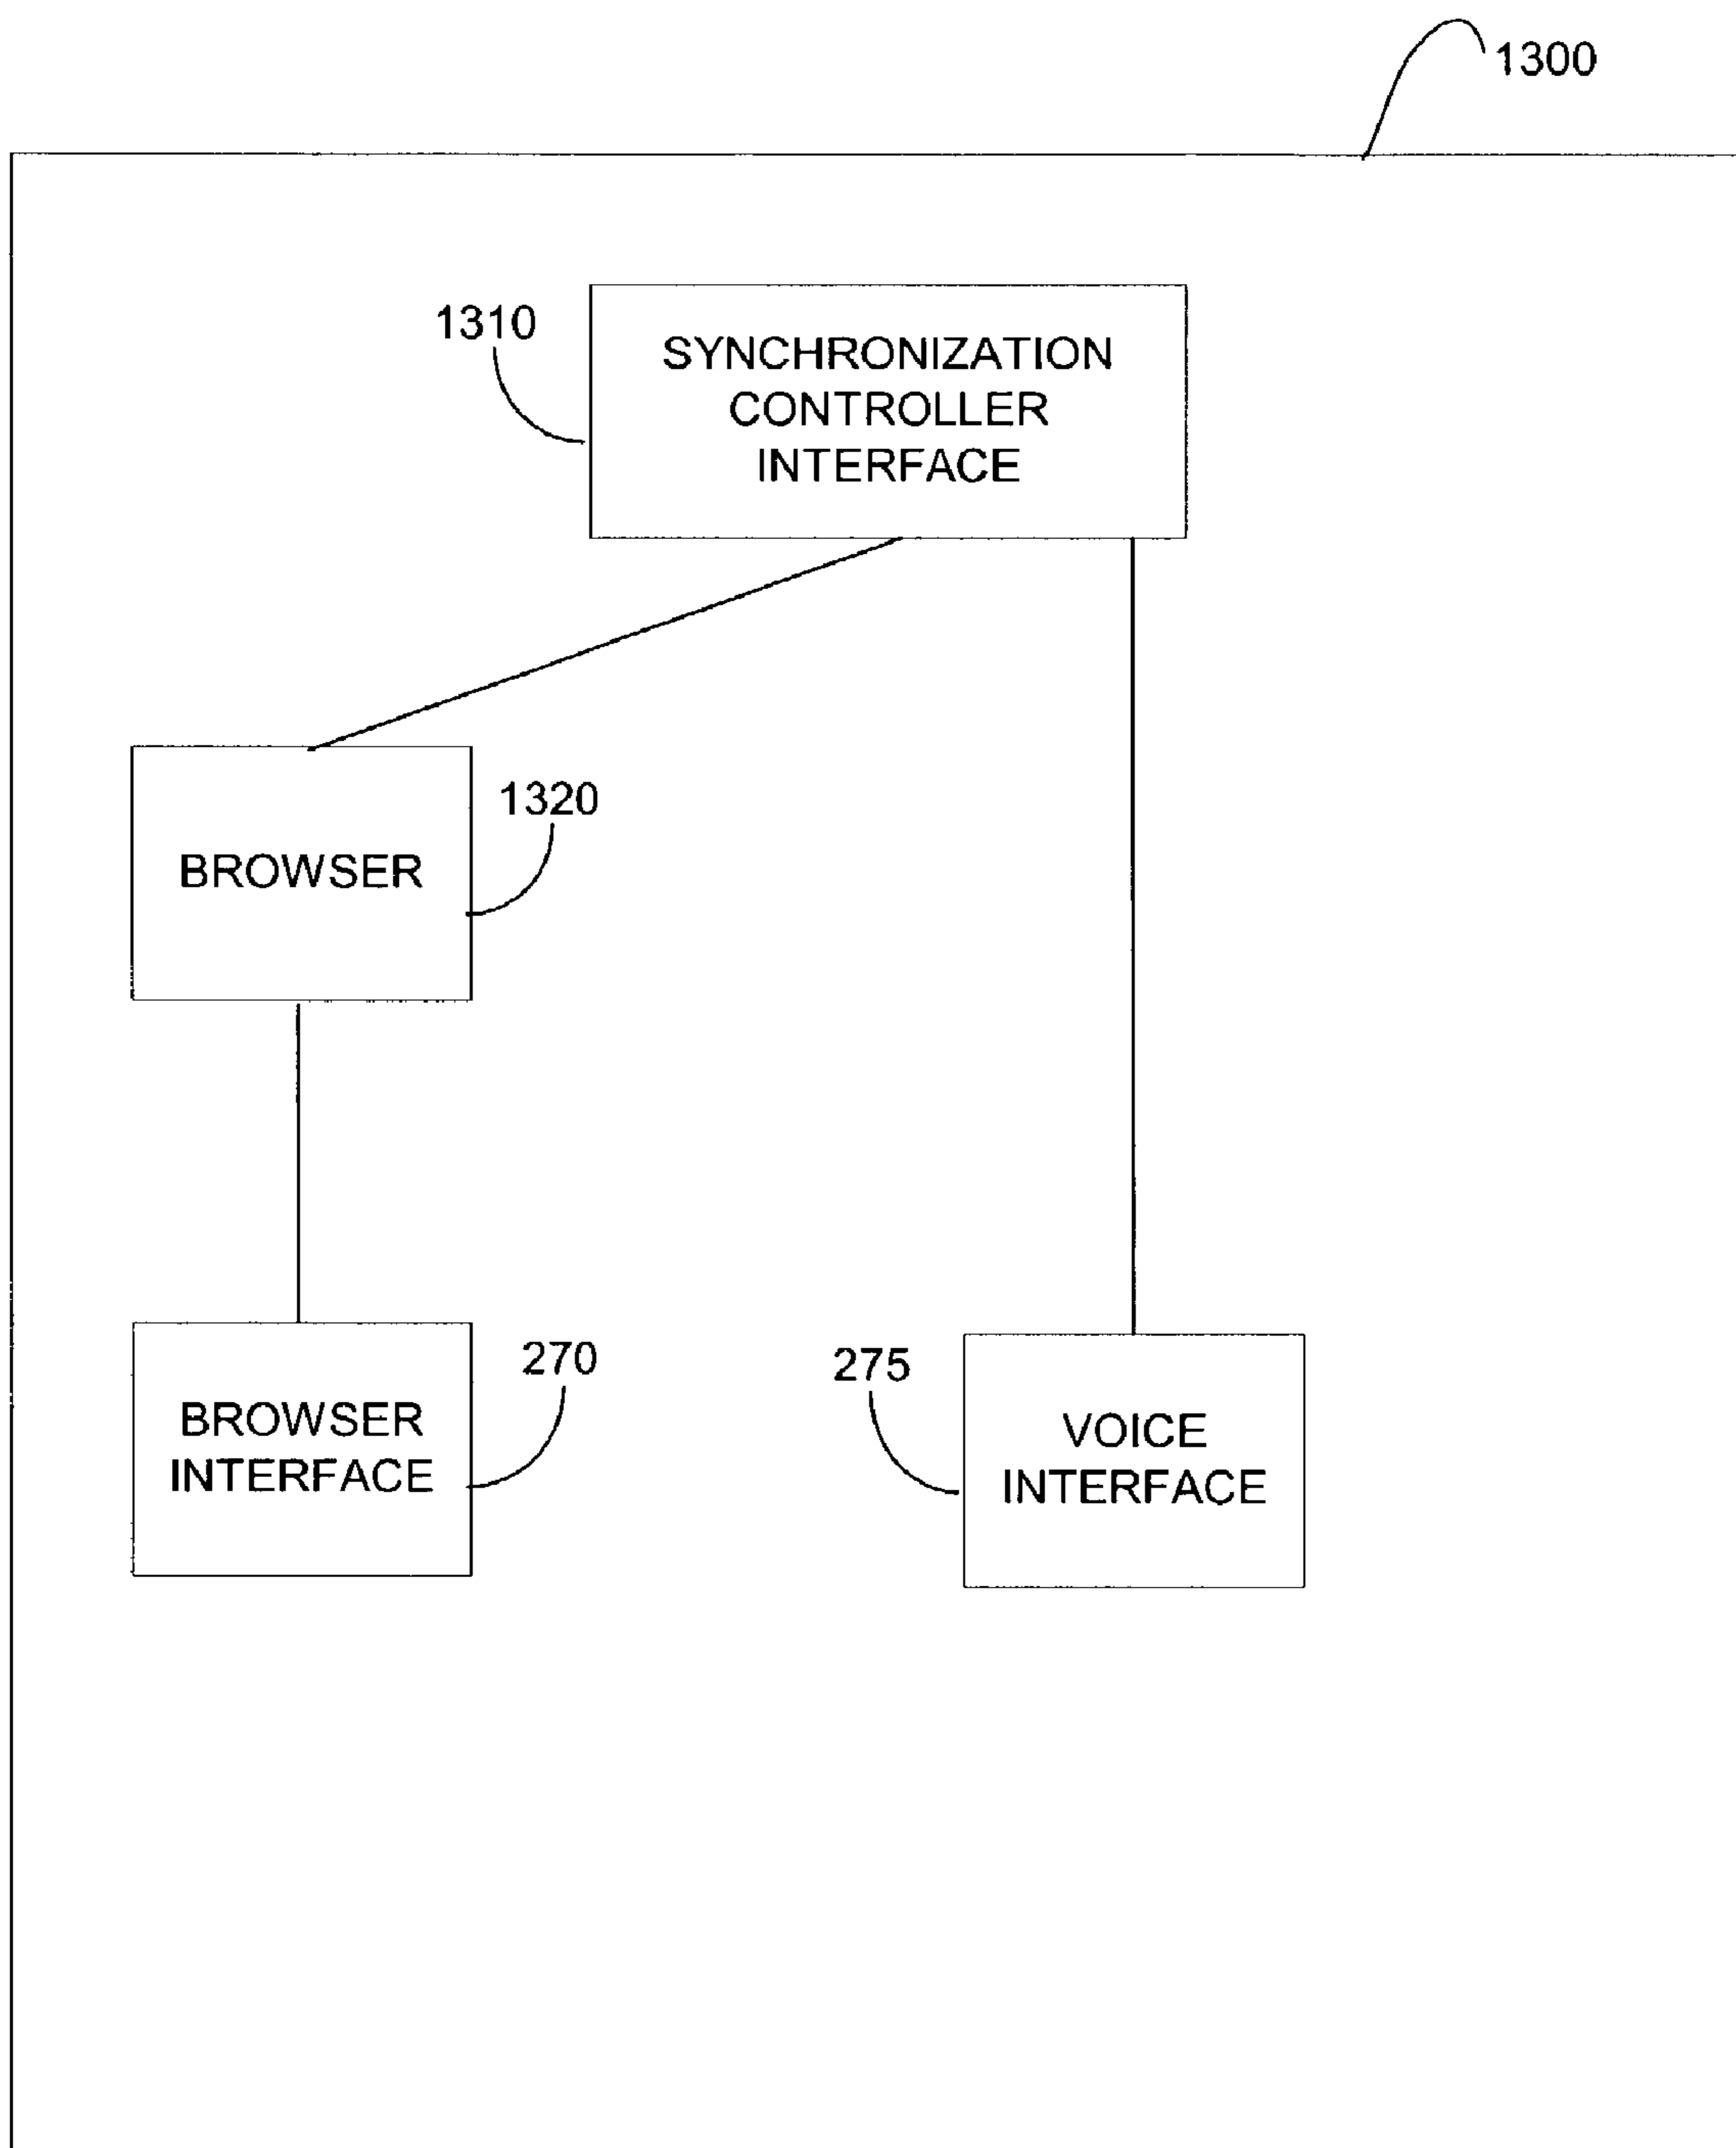 1300
1310
SYNCHRONIZATION
CONTROLLER
INTERFACE
1320
BROWSER
270
BROWSER
INTERFACE
275
VOICE
INTERFACE